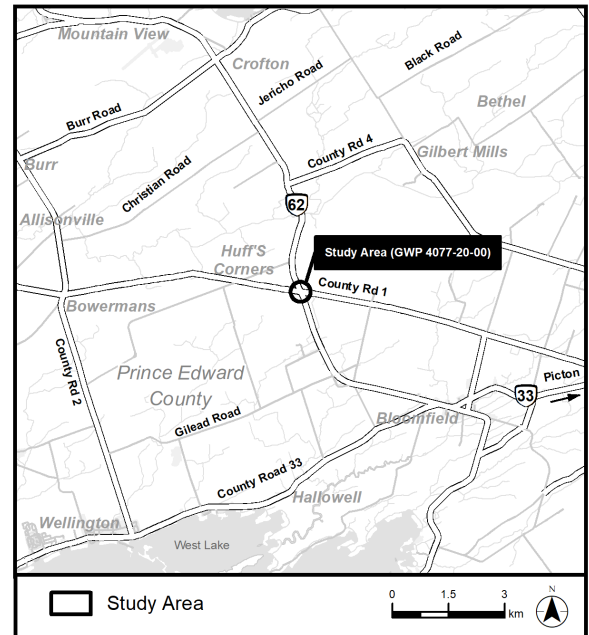 Mountain View
Crofton
Black Road
Jericho Road
Bethel
Burr Road
County Rd 4
Gilbert Mills
Burr
Christian Road
62
Allisonville
Huff'S
Corners
Study Area (GWP 4077-20-00)
County Rd 1
Bowermans
County Rd 2
Prince Edward
County
Picton
33
Gilead Road
Bloomfield
County Road 33
Hallowell
Wellington
West Lake
Study Area
0 1.5 3
km
N